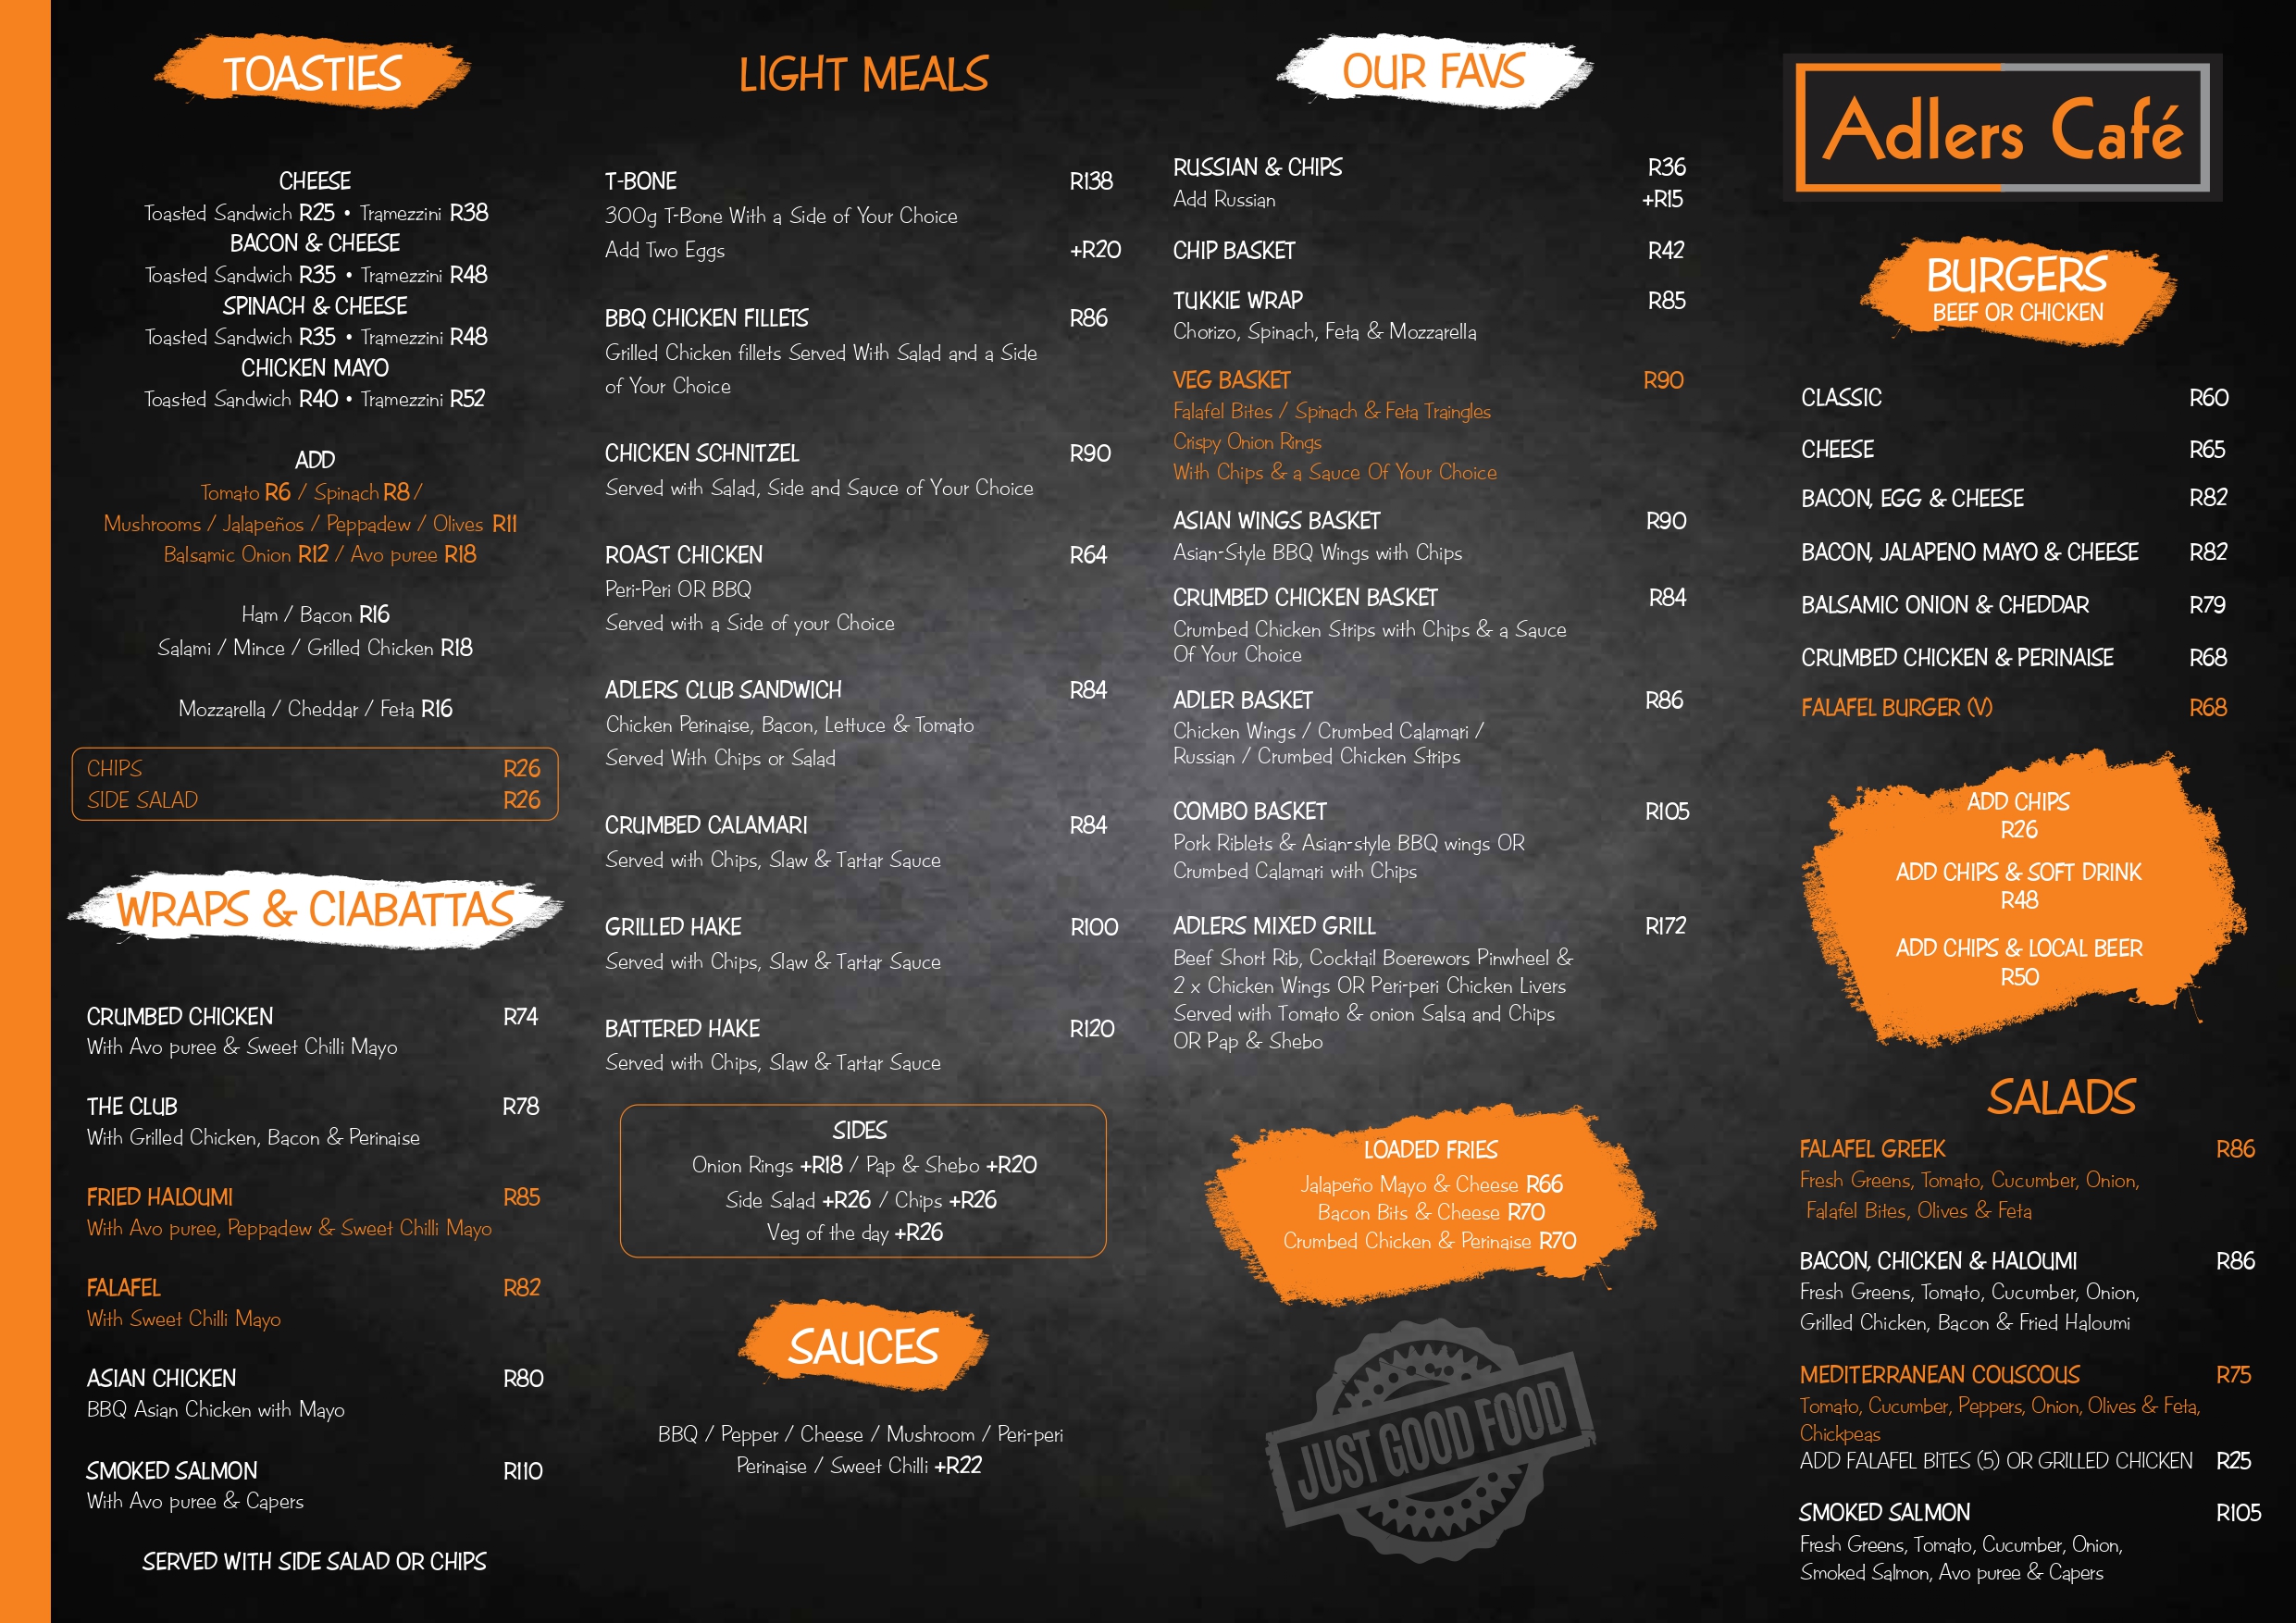 TOASTIES
CHEESE
Toasted Sandwich R25 • Tramezzini R38
BACON & CHEESE
Toasted Sandwich R35 • Tramezzini R48
SPINACH & CHEESE
Toasted Sandwich R35 • Tramezzini R48
CHICKEN MAYO
Toasted Sandwich R40 • Tramezzini R52
ADD
Tomato R6 / Spinach R8 /
Mushrooms / Jalapeños / Peppadew / Olives R11
Balsamic Onion R12 / Avo puree R18
Ham / Bacon R16
Salami / Mince / Grilled Chicken R18
Mozzarella / Cheddar / Feta R16
CHIPS R26
SIDE SALAD R26
WRAPS & CIABATTAS
CRUMBED CHICKEN R74
With Avo puree & Sweet Chilli Mayo
THE CLUB R78
With Grilled Chicken, Bacon & Perinaise
FRIED HALOUMI R85
With Avo puree, Peppadew & Sweet Chilli Mayo
FALAFEL R82
With Sweet Chilli Mayo
ASIAN CHICKEN R80
BBQ Asian Chicken with Mayo
SMOKED SALMON R110
With Avo puree & Capers
SERVED WITH SIDE SALAD OR CHIPS
LIGHT MEALS
T-BONE R138
300g T-Bone With a Side of Your Choice
Add Two Eggs +R20
BBQ CHICKEN FILLETS R86
Grilled Chicken fillets Served With Salad and a Side
of Your Choice
CHICKEN SCHNITZEL R90
Served with Salad, Side and Sauce of Your Choice
ROAST CHICKEN R64
Peri-Peri OR BBQ
Served with a Side of your Choice
ADLERS CLUB SANDWICH R84
Chicken Perinaise, Bacon, Lettuce & Tomato
Served With Chips or Salad
CRUMBED CALAMARI R84
Served with Chips, Slaw & Tartar Sauce
GRILLED HAKE R100
Served with Chips, Slaw & Tartar Sauce
BATTERED HAKE R120
Served with Chips, Slaw & Tartar Sauce
SIDES
Onion Rings +R18 / Pap & Shebo +R20
Side Salad +R26 / Chips +R26
Veg of the day +R26
SAUCES
BBQ / Pepper / Cheese / Mushroom / Peri-peri
Perinaise / Sweet Chilli +R22
OUR FAVS
RUSSIAN & CHIPS R36
Add Russian +R15
CHIP BASKET R42
TUKKIE WRAP R85
Chorizo, Spinach, Feta & Mozzarella
VEG BASKET R90
Falafel Bites / Spinach & Feta Traingles
Crispy Onion Rings
With Chips & a Sauce Of Your Choice
ASIAN WINGS BASKET R90
Asian-Style BBQ Wings with Chips
CRUMBED CHICKEN BASKET R84
Crumbed Chicken Strips with Chips & a Sauce
Of Your Choice
ADLER BASKET R86
Chicken Wings / Crumbed Calamari /
Russian / Crumbed Chicken Strips
COMBO BASKET R105
Pork Riblets & Asian-style BBQ wings OR
Crumbed Calamari with Chips
ADLERS MIXED GRILL R172
Beef Short Rib, Cocktail Boerewors Pinwheel &
2 x Chicken Wings OR Peri-peri Chicken Livers
Served with Tomato & onion Salsa and Chips
OR Pap & Shebo
LOADED FRIES
Jalapeño Mayo & Cheese R66
Bacon Bits & Cheese R70
Crumbed Chicken & Perinaise R70
JUST GOOD FOOD
Adlers Café
BURGERS
BEEF OR CHICKEN
CLASSIC R60
CHEESE R65
BACON, EGG & CHEESE R82
BACON, JALAPENO MAYO & CHEESE R82
BALSAMIC ONION & CHEDDAR R79
CRUMBED CHICKEN & PERINAISE R68
FALAFEL BURGER (V) R68
ADD CHIPS
R26
ADD CHIPS & SOFT DRINK
R48
ADD CHIPS & LOCAL BEER
R50
SALADS
FALAFEL GREEK R86
Fresh Greens, Tomato, Cucumber, Onion,
Falafel Bites, Olives & Feta
BACON, CHICKEN & HALOUMI R86
Fresh Greens, Tomato, Cucumber, Onion,
Grilled Chicken, Bacon & Fried Haloumi
MEDITERRANEAN COUSCOUS R75
Tomato, Cucumber, Peppers, Onion, Olives & Feta,
Chickpeas
ADD FALAFEL BITES (5) OR GRILLED CHICKEN R25
SMOKED SALMON R105
Fresh Greens, Tomato, Cucumber, Onion,
Smoked Salmon, Avo puree & Capers